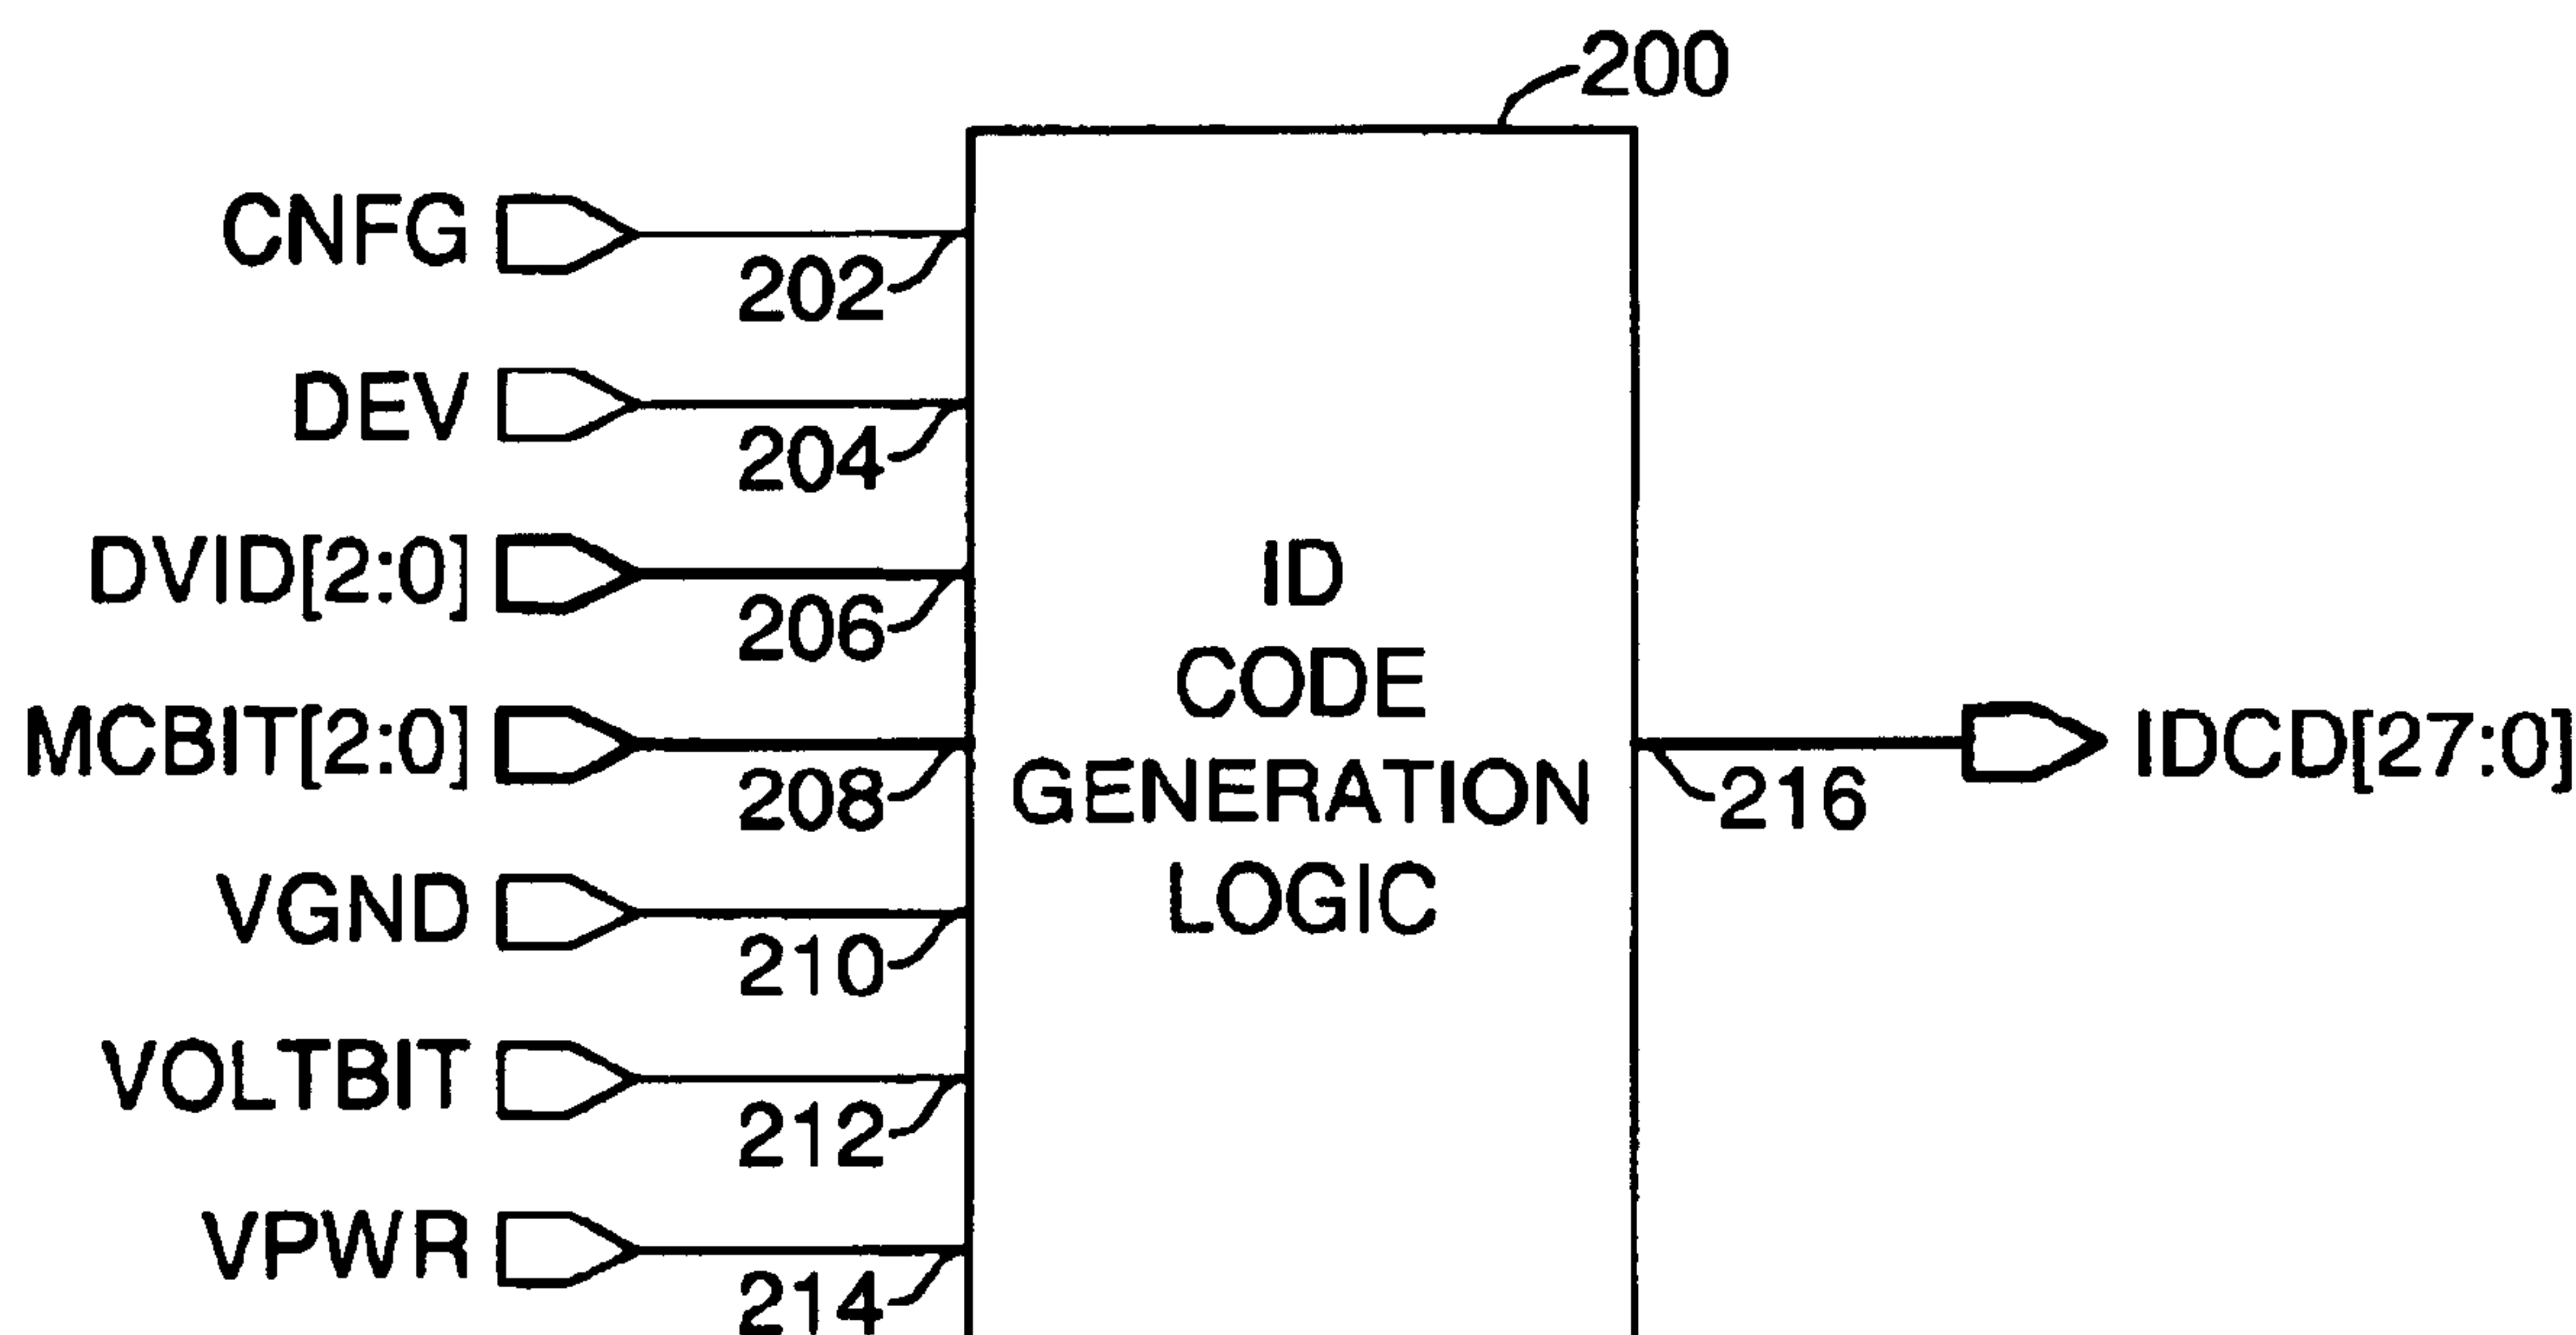 200
CNFG
202
DEV
204
DVID[2:0]
206
MCBIT[2:0]
208
VGND
210
VOLTBIT
212
VPWR
214
ID
CODE
GENERATION
LOGIC
216
IDCD[27:0]